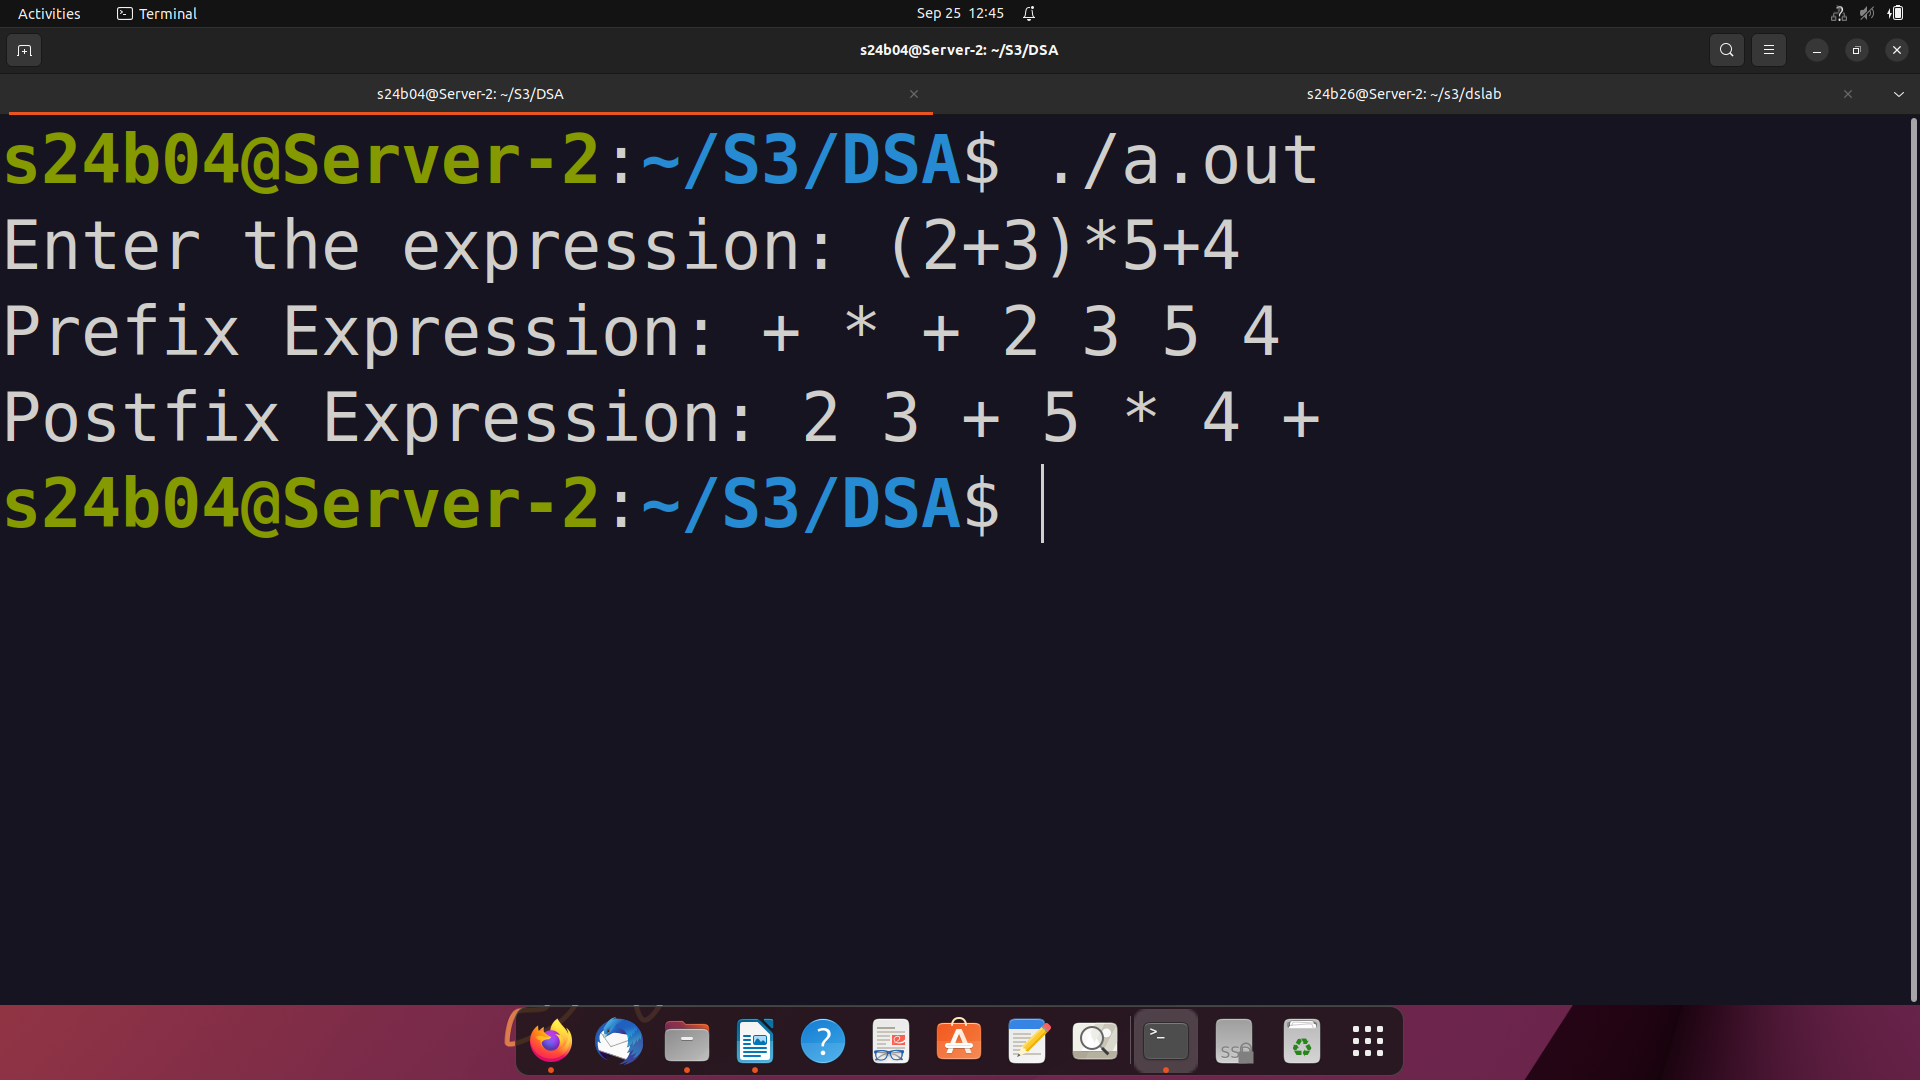 Activities Terminal Sep 25 12:45
s24b04@Server-2: ~/S3/DSA
s24b04@Server-2: ~/S3/DSA s24b26@Server-2: ~/s3/dslab
s24b04@Server-2:~/S3/DSA$ ./a.out
Enter the expression: (2+3)*5+4
Prefix Expression: + * + 2 3 5 4
Postfix Expression: 2 3 + 5 * 4 +
s24b04@Server-2:~/S3/DSA$